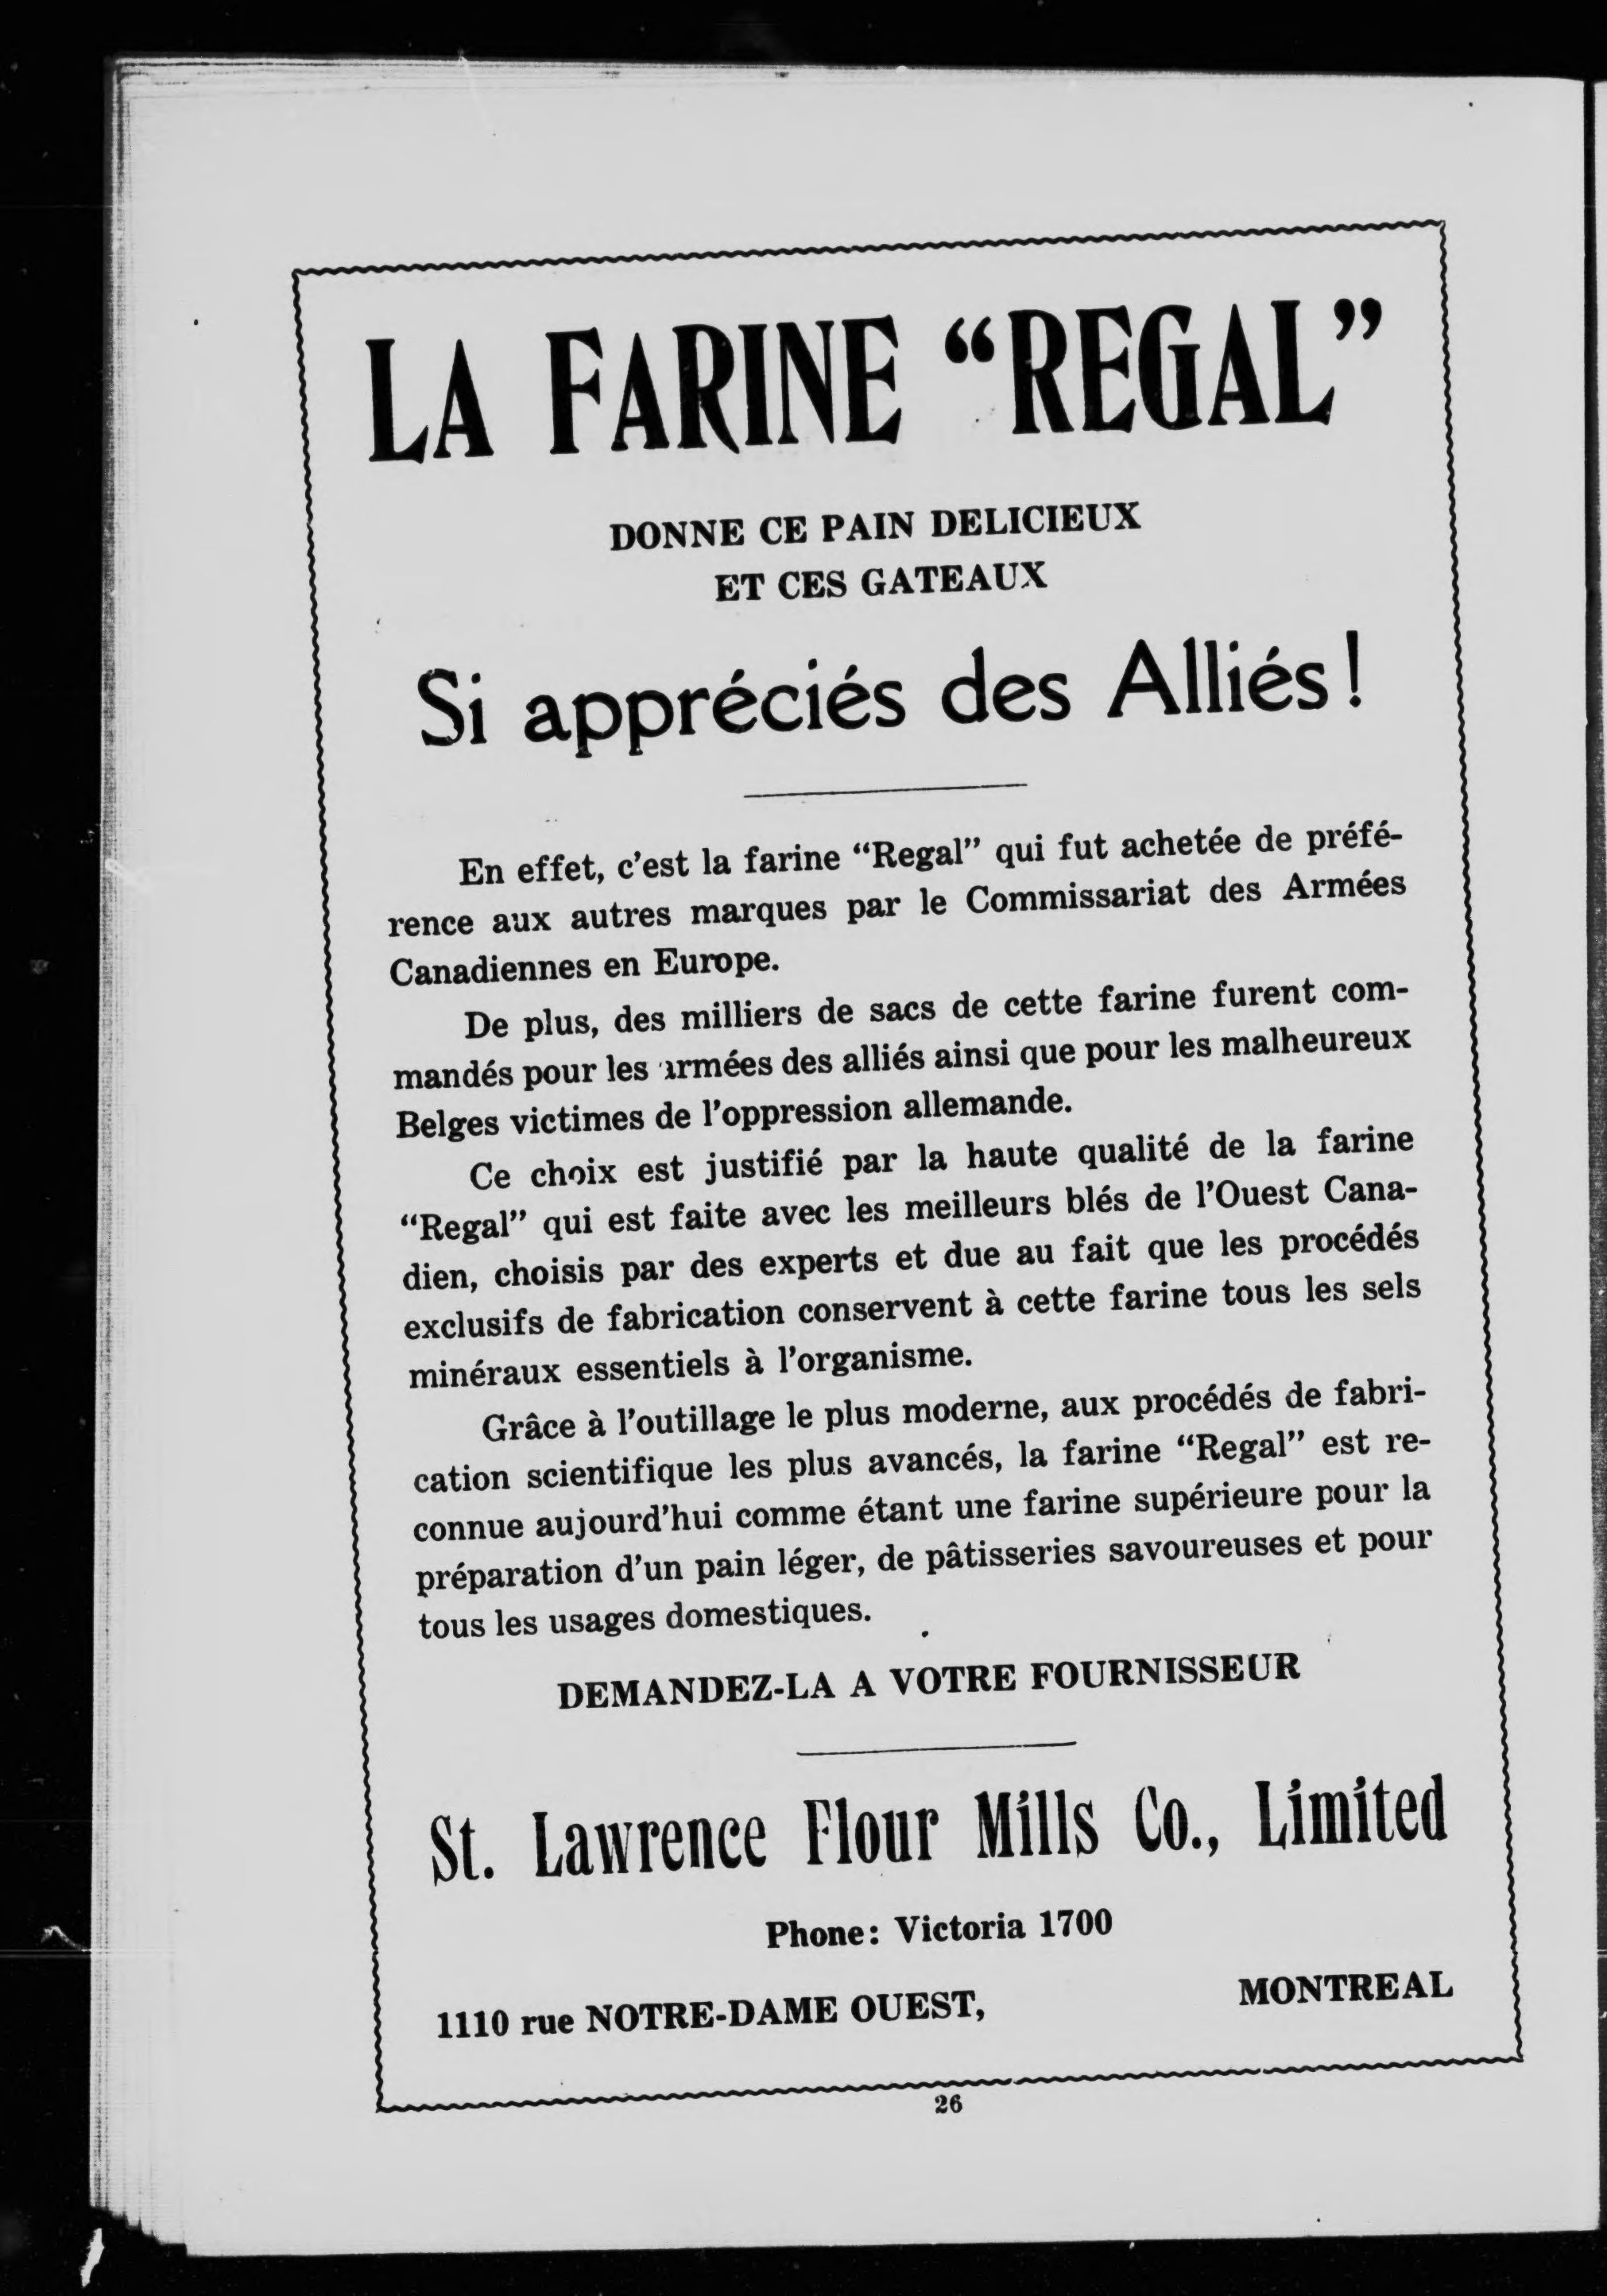 LA FARINE “REGAL”
DONNE CE PAIN DELICIEUX
ET CES GATEAUX
Si appréciés des Alliés!
En effet, c’est la farine “Regal” qui fut achetée de préfé-
rence aux autres marques par le Commissariat des Armées
Canadiennes en Europe.
De plus, des milliers de sacs de cette farine furent com-
mandés pour les armées des alliés ainsi que pour les malheureux
Belges victimes de l’oppression allemande.
Ce choix est justifié par la haute qualité de la farine
“Regal” qui est faite avec les meilleurs blés de l’Ouest Cana-
dien, choisis par des experts et due au fait que les procédés
exclusifs de fabrication conservent à cette farine tous les sels
minéraux essentiels à l’organisme.
Grâce à l’outillage le plus moderne, aux procédés de fabri-
cation scientifique les plus avancés, la farine “Regal” est re-
connue aujourd’hui comme étant une farine supérieure pour la
préparation d’un pain léger, de pâtisseries savoureuses et pour
tous les usages domestiques.
DEMANDEZ-LA A VOTRE FOURNISSEUR
St. Lawrence Flour Mills Co., Limited
Phone: Victoria 1700
1110 rue NOTRE-DAME OUEST, MONTREAL
26